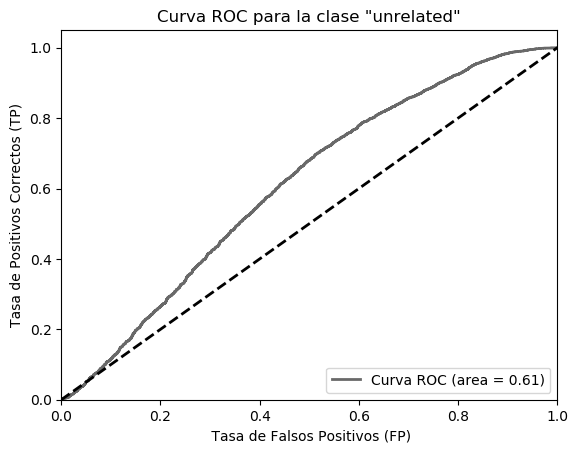 Curva ROC para la clase "unrelated"
Tasa de Positivos Correctos (TP)
1.0
0.8
0.6
0.4
0.2
0.0
0.0 0.2 0.4 0.6 0.8 1.0
Tasa de Falsos Positivos (FP)
Curva ROC (area = 0.61)